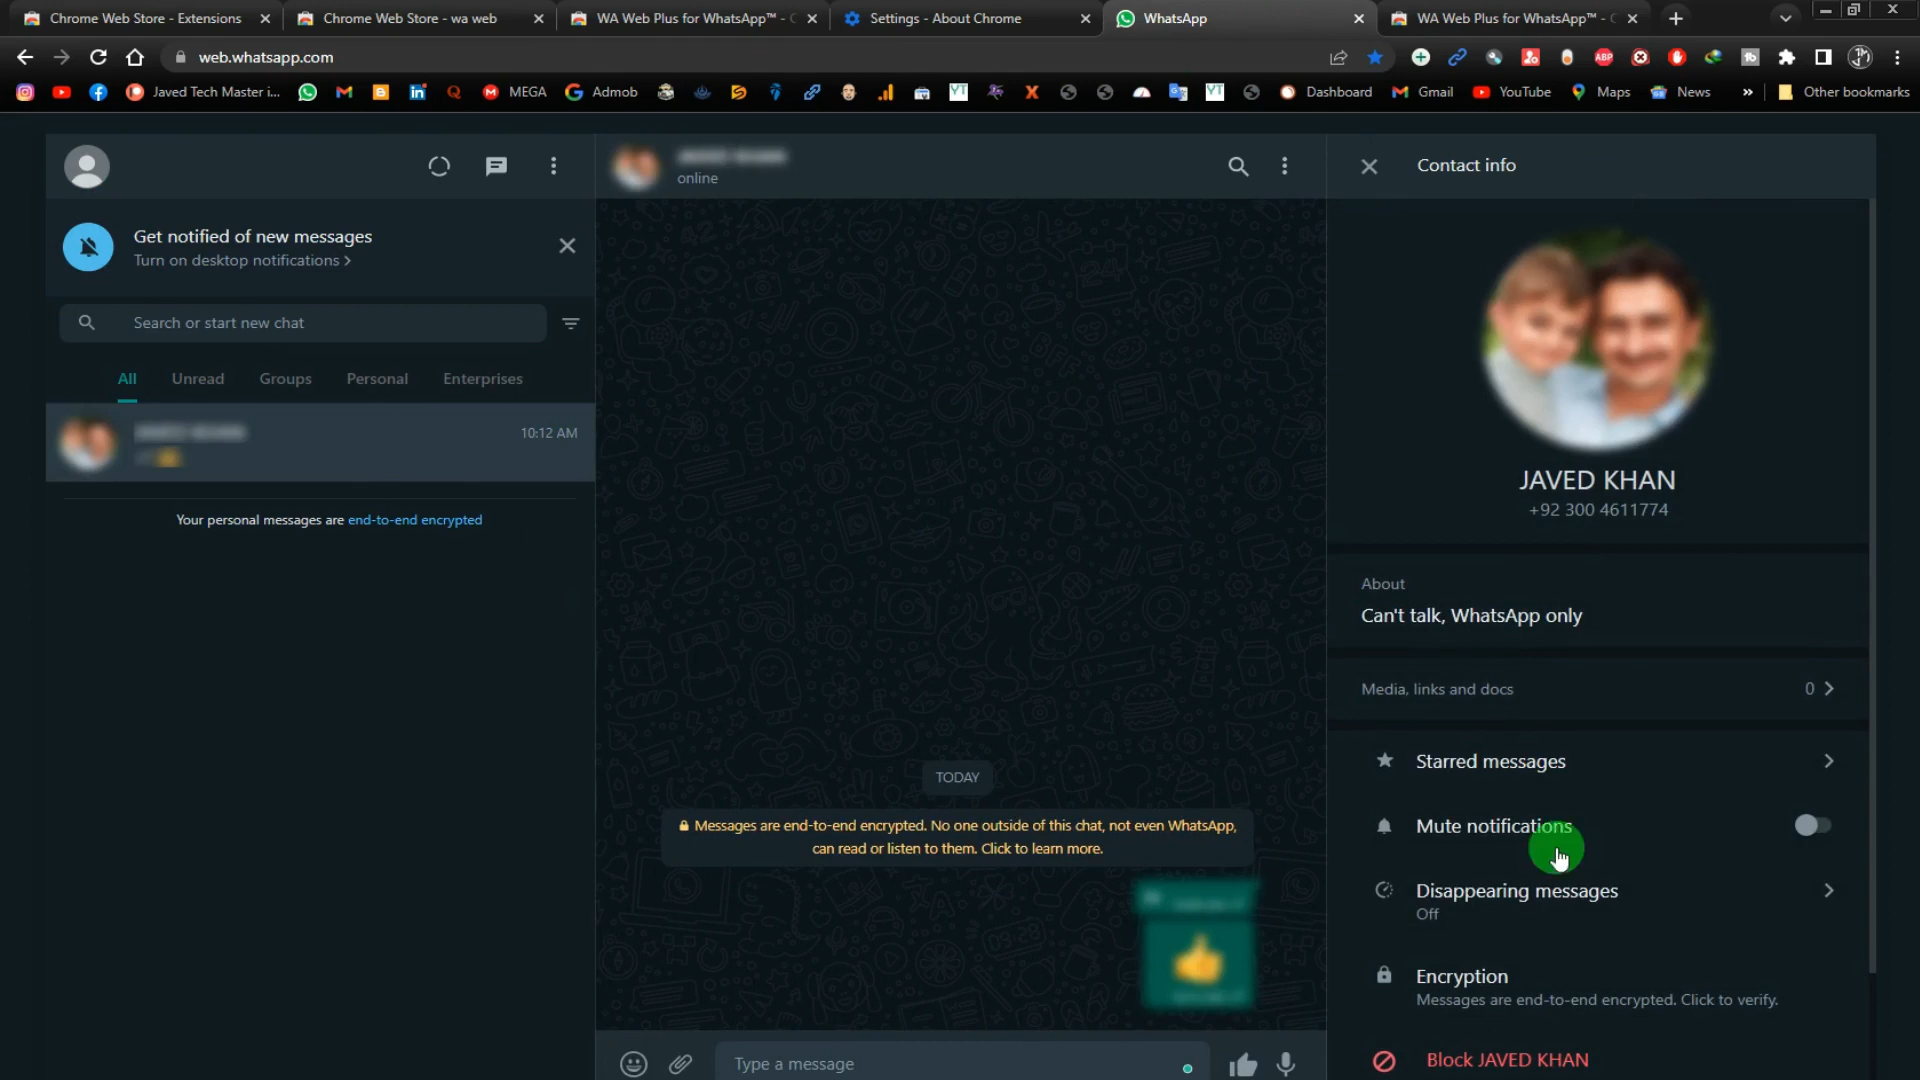 Chrome Web Store - Extensions
Chrome Web Store - wa web
WA Web Plus for WhatsApp™ - C
Settings - About Chrome
WhatsApp
WA Web Plus for WhatsApp™ - C
web.whatsapp.com
ABP
Javed Tech Master i...
MEGA
Admob
YT
YT
Dashboard
Gmail
YouTube
Maps
News
»
Other bookmarks
online
Contact info
Get notified of new messages
Turn on desktop notifications >
Search or start new chat
All
Unread
Groups
Personal
Enterprises
10:12 AM
Your personal messages are end-to-end encrypted
JAVED KHAN
+92 300 4611774
About
Can't talk, WhatsApp only
Media, links and docs
0
Starred messages
TODAY
Messages are end-to-end encrypted. No one outside of this chat, not even WhatsApp,
can read or listen to them. Click to learn more.
Mute notifications
Disappearing messages
Off
Encryption
Messages are end-to-end encrypted. Click to verify.
Type a message
Block JAVED KHAN